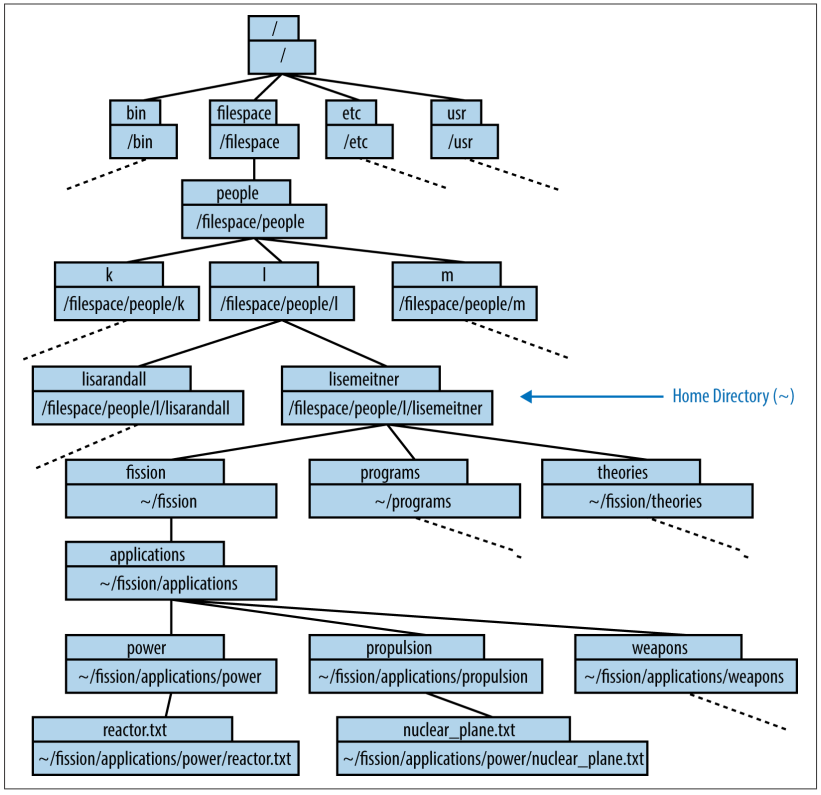 /
/
bin
filespace
etc
usr
/bin
/filespace
/etc
/usr
people
/filespace/people
k
l
m
/filespace/people/k
/filespace/people/l
/filespace/people/m
lisarandall
lisemeitner
/filespace/people/l/lisarandall
/filespace/people/l/lisemeitner
Home Directory (~)
fission
programs
theories
~/fission
~/programs
~/fission/theories
applications
~/fission/applications
power
propulsion
weapons
~/fission/applications/power
~/fission/applications/propulsion
~/fission/applications/weapons
reactor.txt
nuclear_plane.txt
~/fission/applications/power/reactor.txt
~/fission/applications/power/nuclear_plane.txt